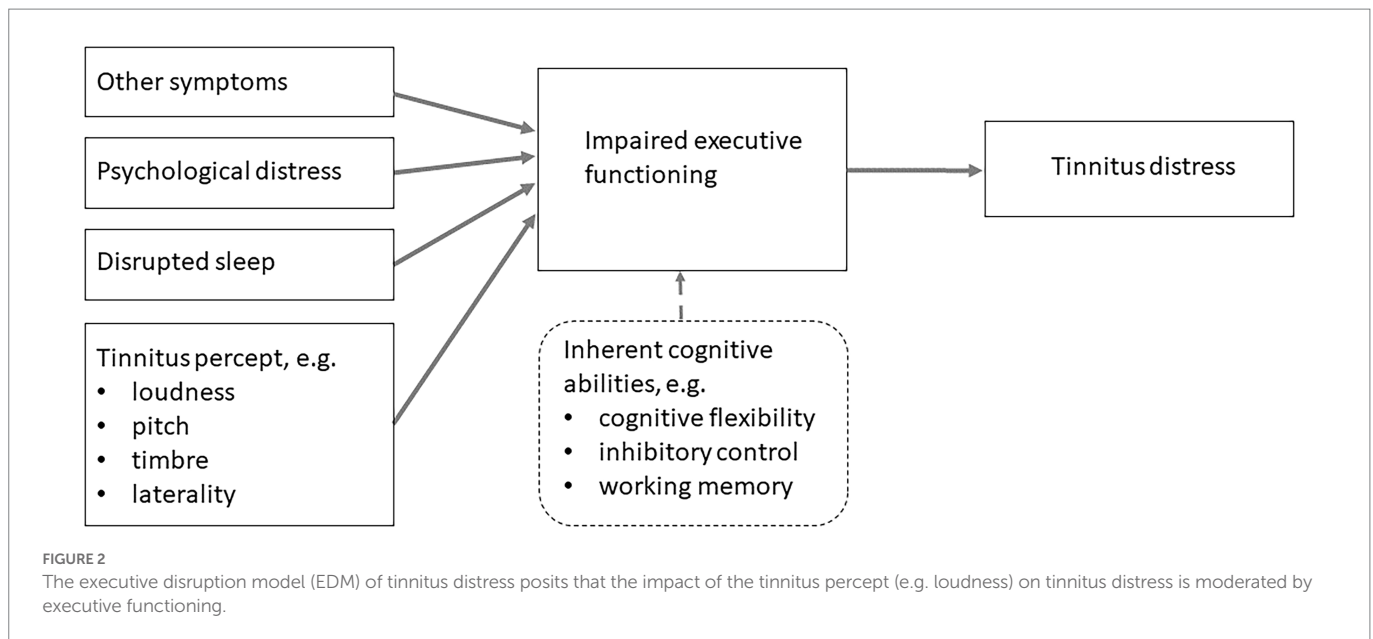 Other symptoms
Psychological distress
Disrupted sleep
Tinnitus percept, e.g.
• loudness
• pitch
• timbre
• laterality
Impaired executive
functioning
Inherent cognitive
abilities, e.g.
• cognitive flexibility
• inhibitory control
• working memory
Tinnitus distress
FIGURE 2
The executive disruption model (EDM) of tinnitus distress posits that the impact of the tinnitus percept (e.g. loudness) on tinnitus distress is moderated by
executive functioning.